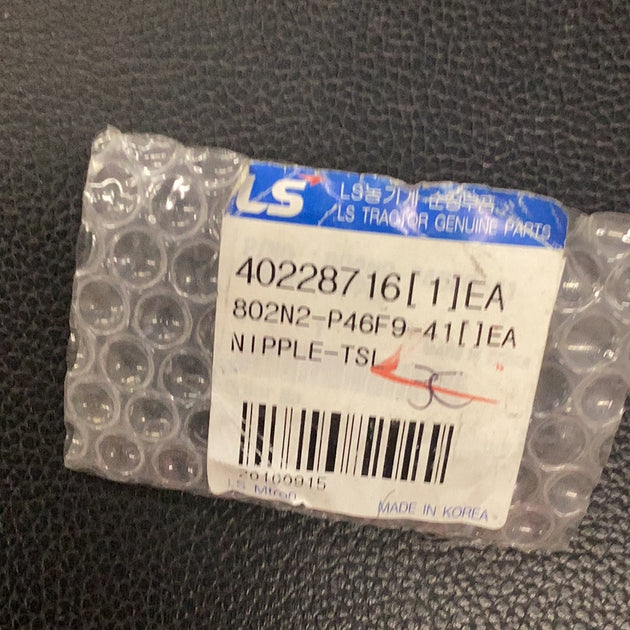 LS
LS농기계 순정부품
LS TRACTOR GENUINE PARTS
40228716[1]EA
802N2-P46F9-41[]EA
NIPPLE-TSL
20100915
LS Mtron
MADE IN KOREA